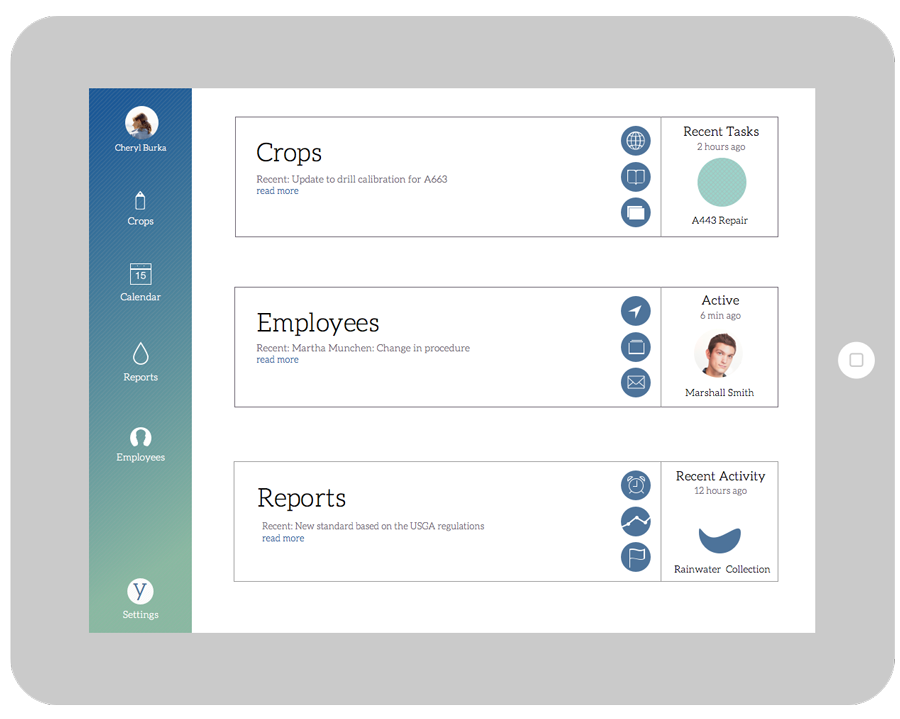 Cheryl Burka
Crops
15
Calendar
Reports
Employees
y
Settings
Crops
Recent: Update to drill calibration for A663
read more
Recent Tasks
2 hours ago
A443 Repair
Employees
Recent: Martha Munchen: Change in procedure
read more
Active
6 min ago
Marshall Smith
Reports
Recent: New standard based on the USGA regulations
read more
Recent Activity
12 hours ago
Rainwater Collection